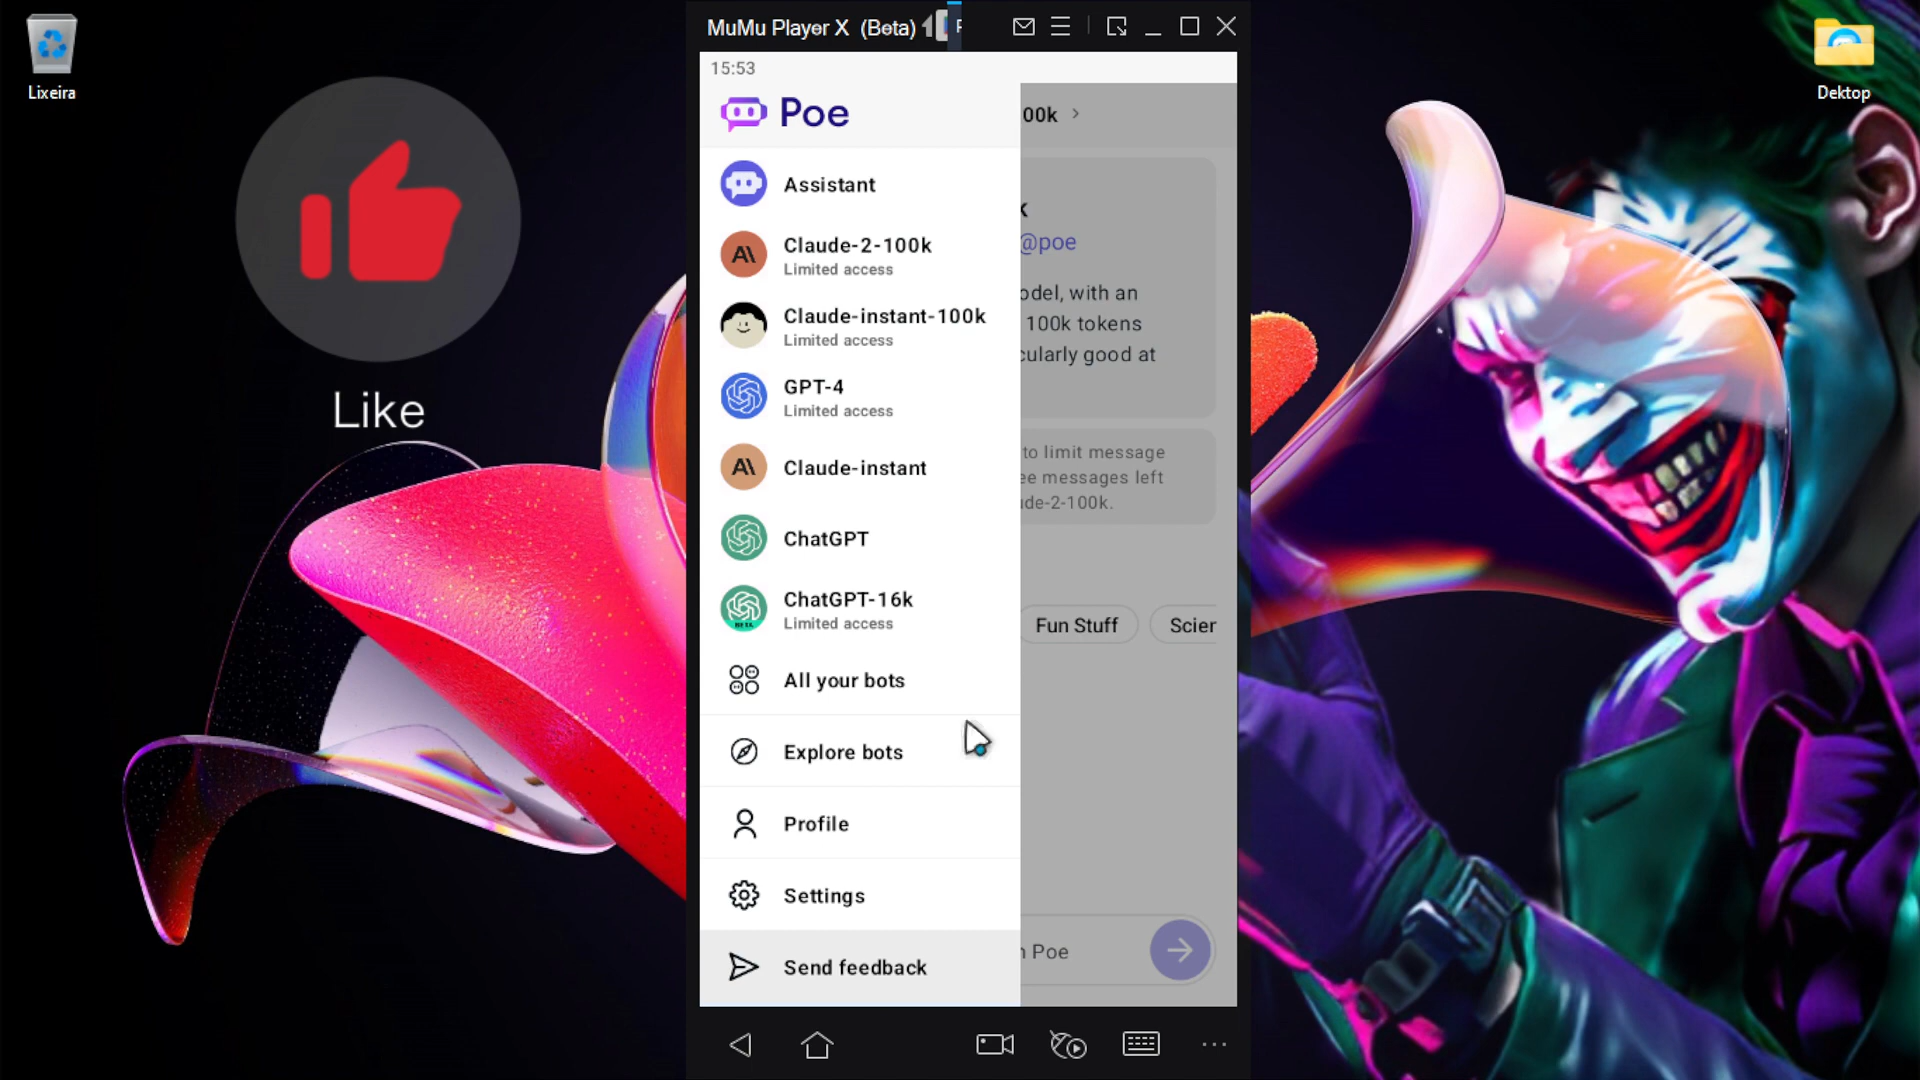 Lixeira
Like
MuMu Player X (Beta)
15:53
Poe
Assistant
Claude-2-100k
Limited access
Claude-instant-100k
Limited access
GPT-4
Limited access
Claude-instant
ChatGPT
ChatGPT-16k
Limited access
All your bots
Explore bots
Profile
Settings
Send feedback
00k
k
@poe
odel, with an
100k tokens
cularly good at
to limit message
ee messages left
ude-2-100k.
Fun Stuff
Scier
Poe
Dektop